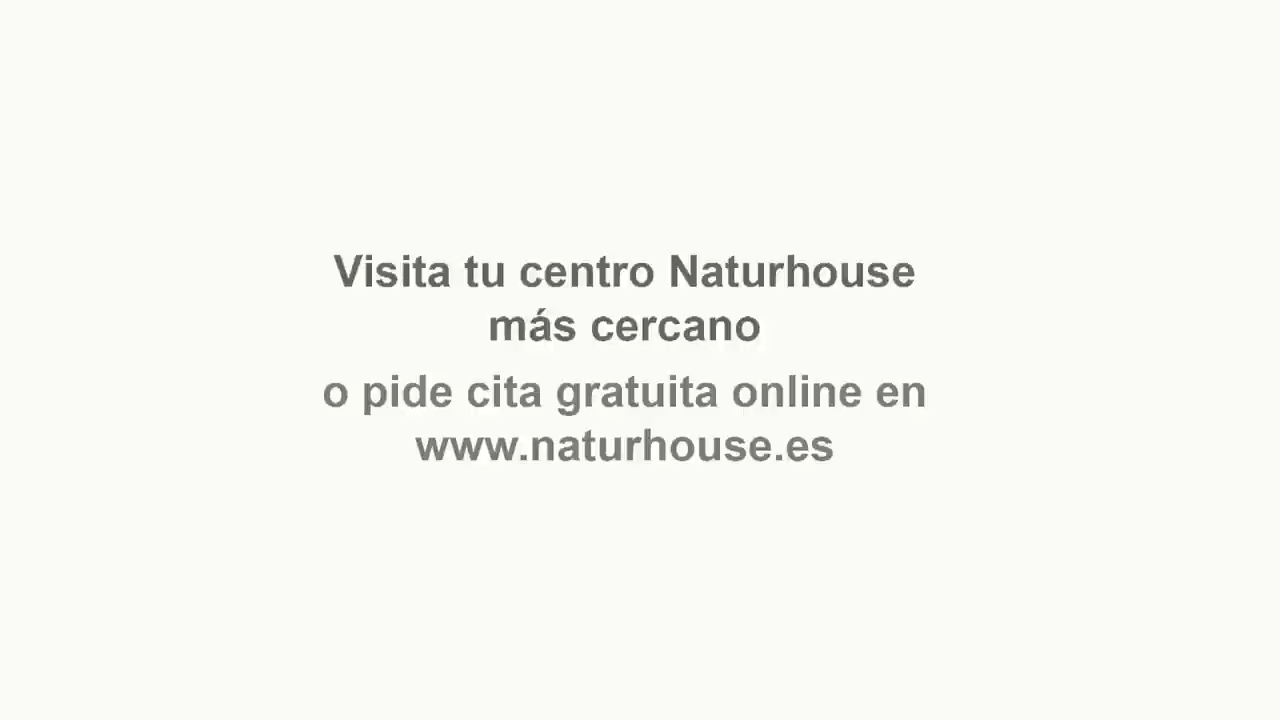 Visita tu centro Naturhouse
más cercano
o pide cita gratuita online en
www.naturhouse.es